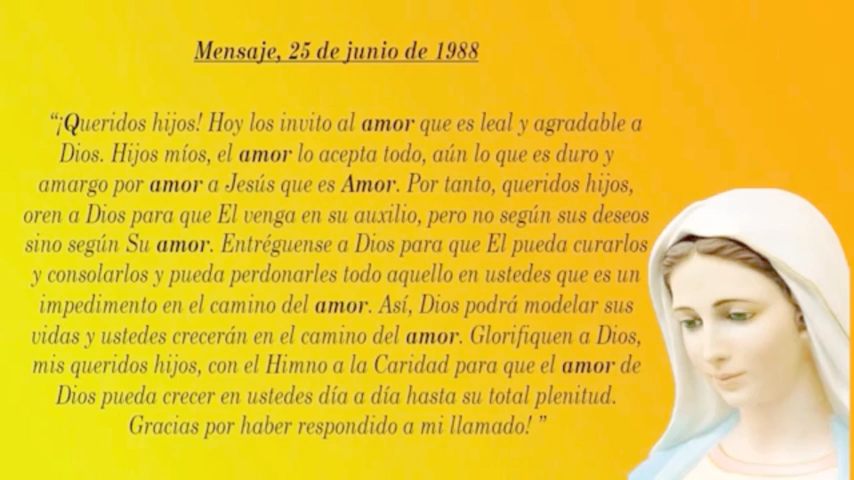 Mensaje, 25 de junio de 1988
“¡Queridos hijos! Hoy los invito al amor que es leal y agradable a
Dios. Hijos míos, el amor lo acepta todo, aún lo que es duro y
amargo por amor a Jesús que es Amor. Por tanto, queridos hijos,
oren a Dios para que El venga en su auxilio, pero no según sus deseos
sino según Su amor. Entréguense a Dios para que El pueda curarlos
y consolarlos y pueda perdonarles todo aquello en ustedes que es un
impedimento en el camino del amor. Así, Dios podrá modelar sus
vidas y ustedes crecerán en el camino del amor. Glorifiquen a Dios,
mis queridos hijos, con el Himno a la Caridad para que el amor de
Dios pueda crecer en ustedes día a día hasta su total plenitud.
Gracias por haber respondido a mi llamado! ”